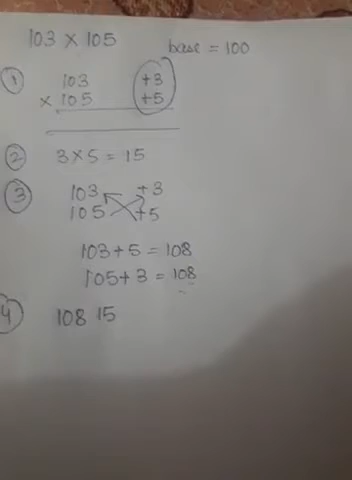 103 × 105 base = 100
① 103 +3
× 105 +5
② 3×5 = 15
③ 103 +3
105 +5
103+5 = 108
105+3 = 108
④ 108 15